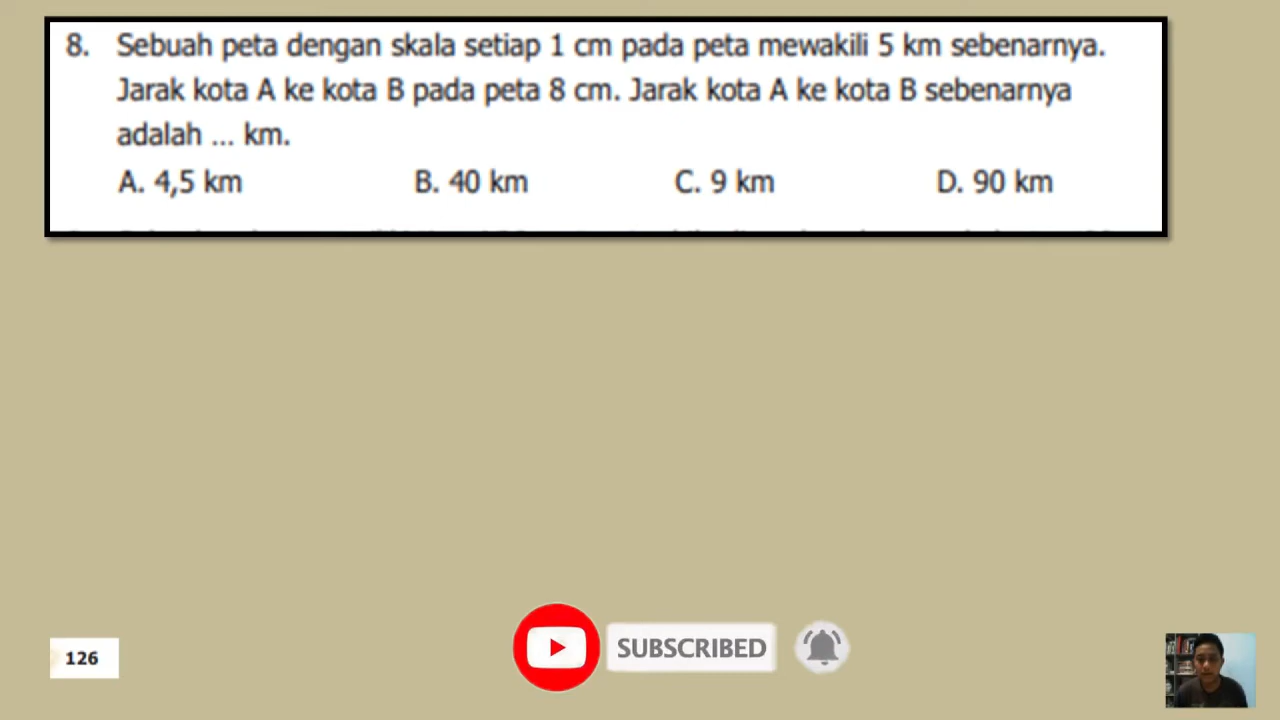 8. Sebuah peta dengan skala setiap 1 cm pada peta mewakili 5 km sebenarnya.
Jarak kota A ke kota B pada peta 8 cm. Jarak kota A ke kota B sebenarnya
adalah ... km.
A. 4,5 km B. 40 km C. 9 km D. 90 km
SUBSCRIBED
126